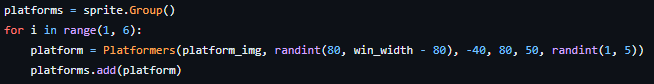 platforms = sprite.Group()
for i in range(1, 6):
    platform = Platformers(platform_img, randint(80, win_width - 80), -40, 80, 50, randint(1, 5))
    platforms.add(platform)